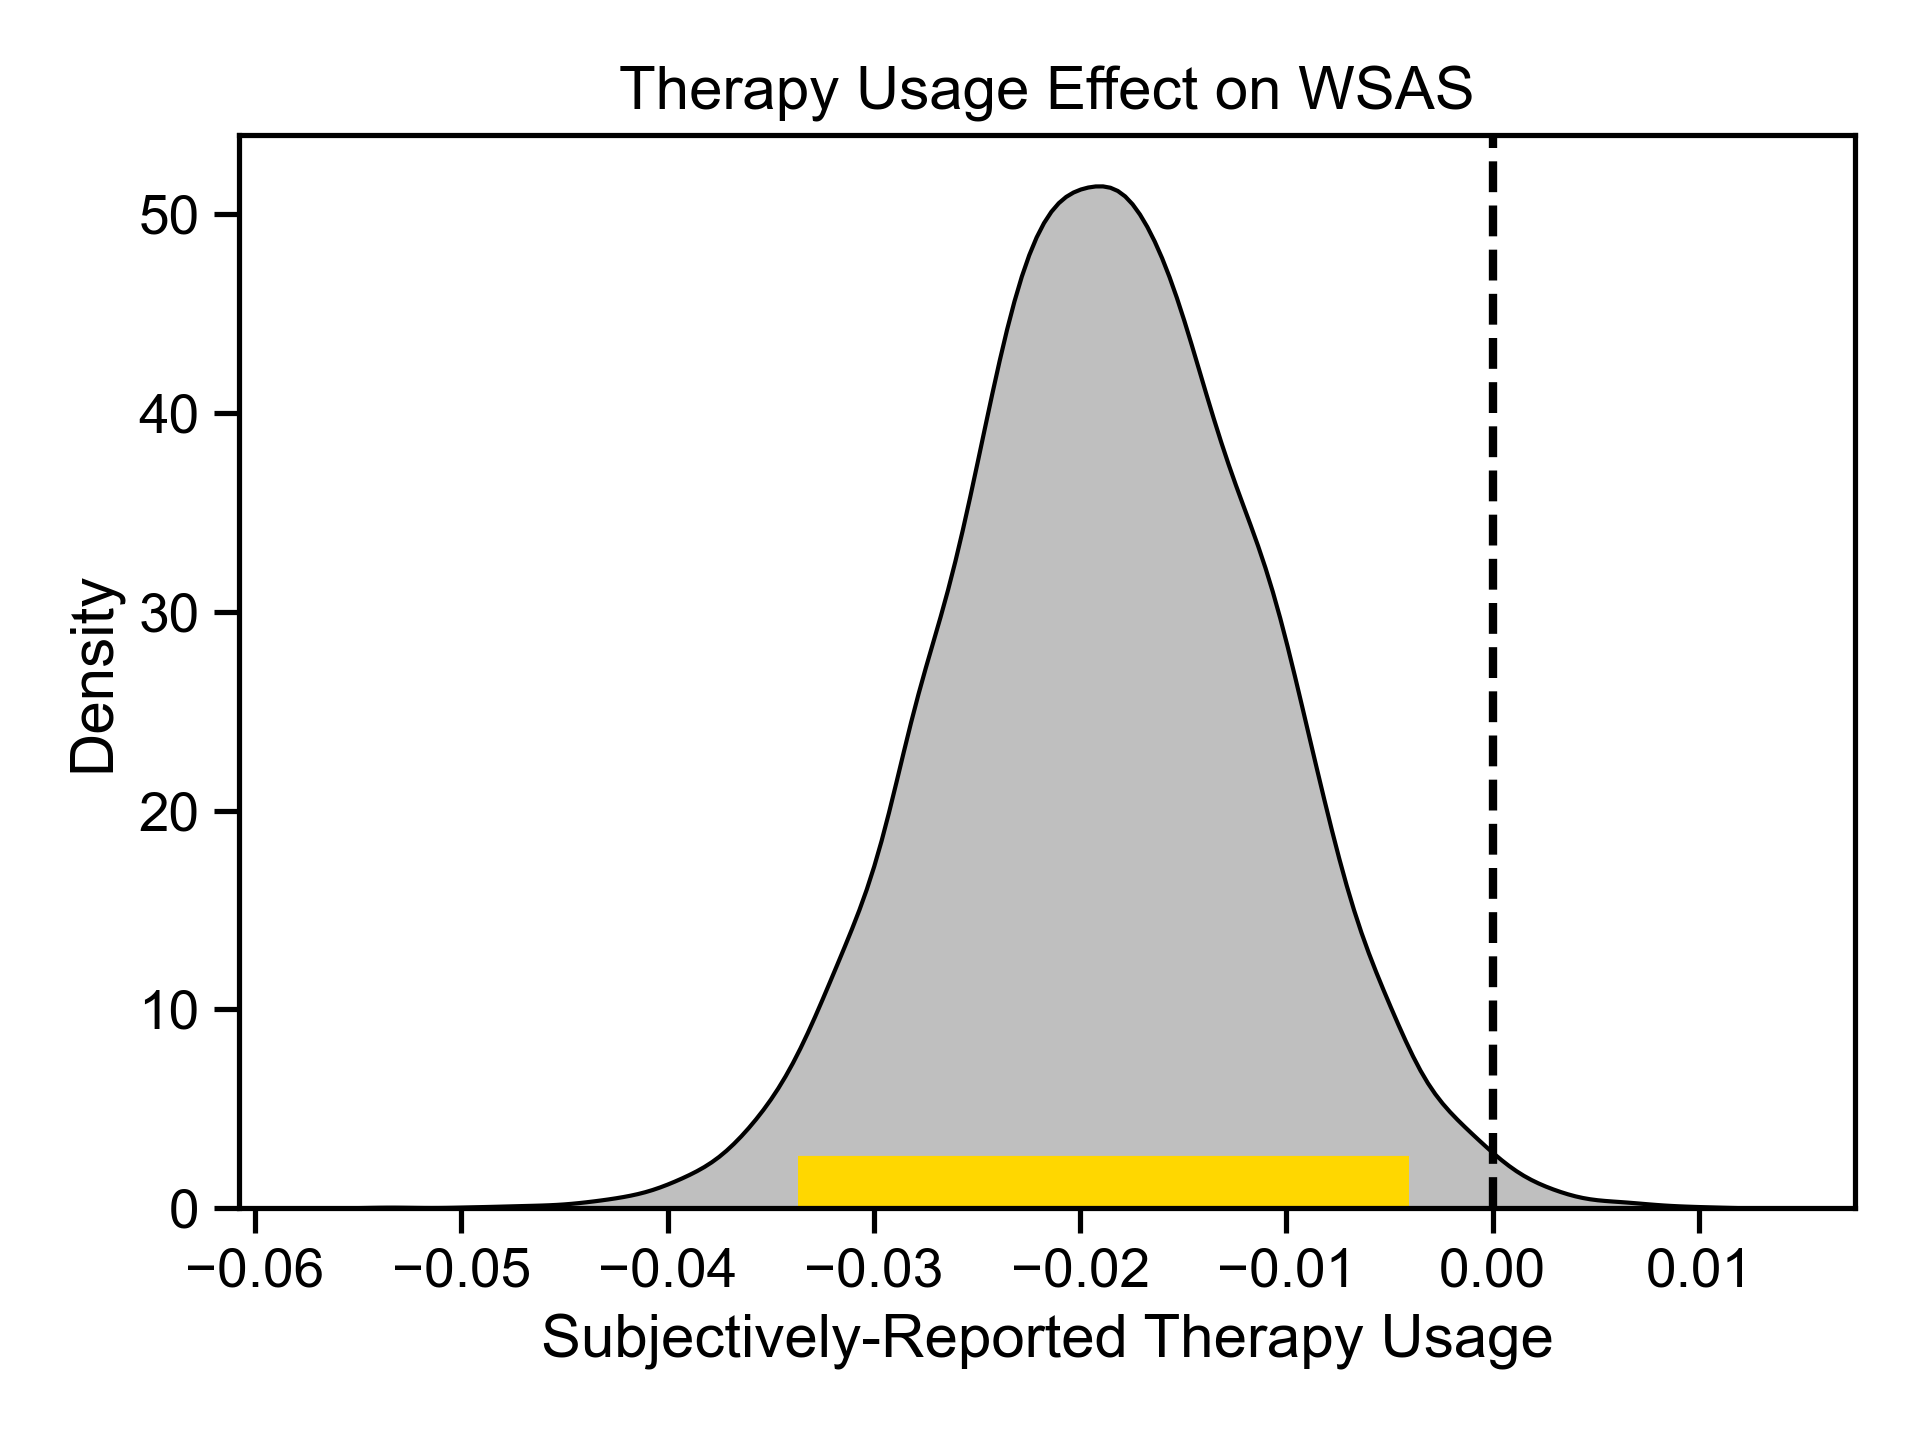 Therapy Usage Effect on WSAS
50
40
30
20
10
0
Density
−0.06 −0.05 −0.04 −0.03 −0.02 −0.01 0.00 0.01
Subjectively-Reported Therapy Usage